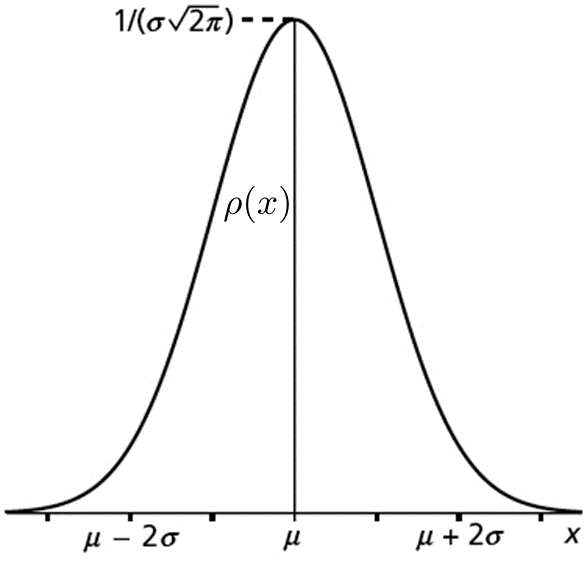 1/(σ√2π)
ρ(x)
μ − 2σ μ μ + 2σ x